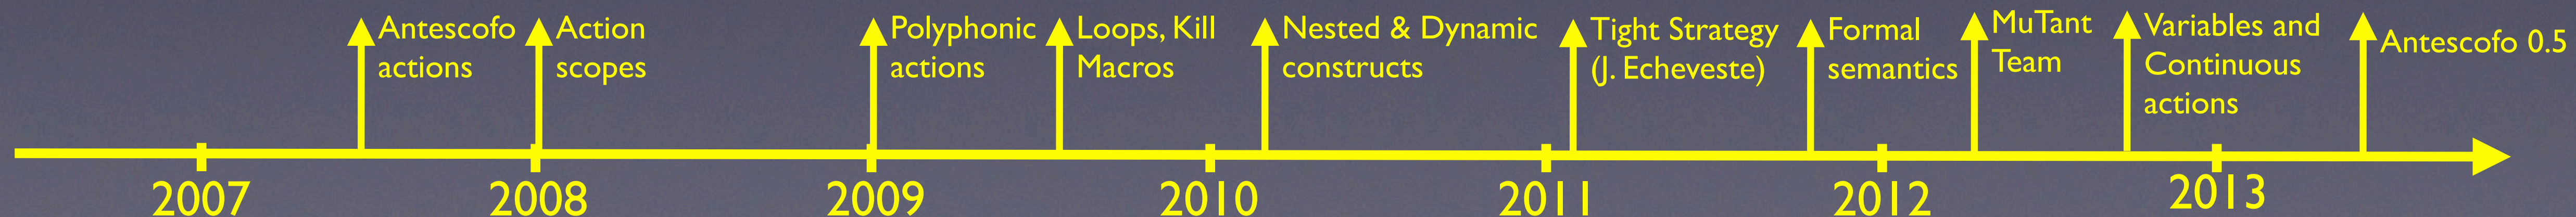 Antescofo
actions
Action
scopes
Polyphonic
actions
Loops, Kill
Macros
Nested & Dynamic
constructs
Tight Strategy
(J. Echeveste)
Formal
semantics
MuTant
Team
Variables and
Continuous
actions
Antescofo 0.5
2007
2008
2009
2010
2011
2012
2013